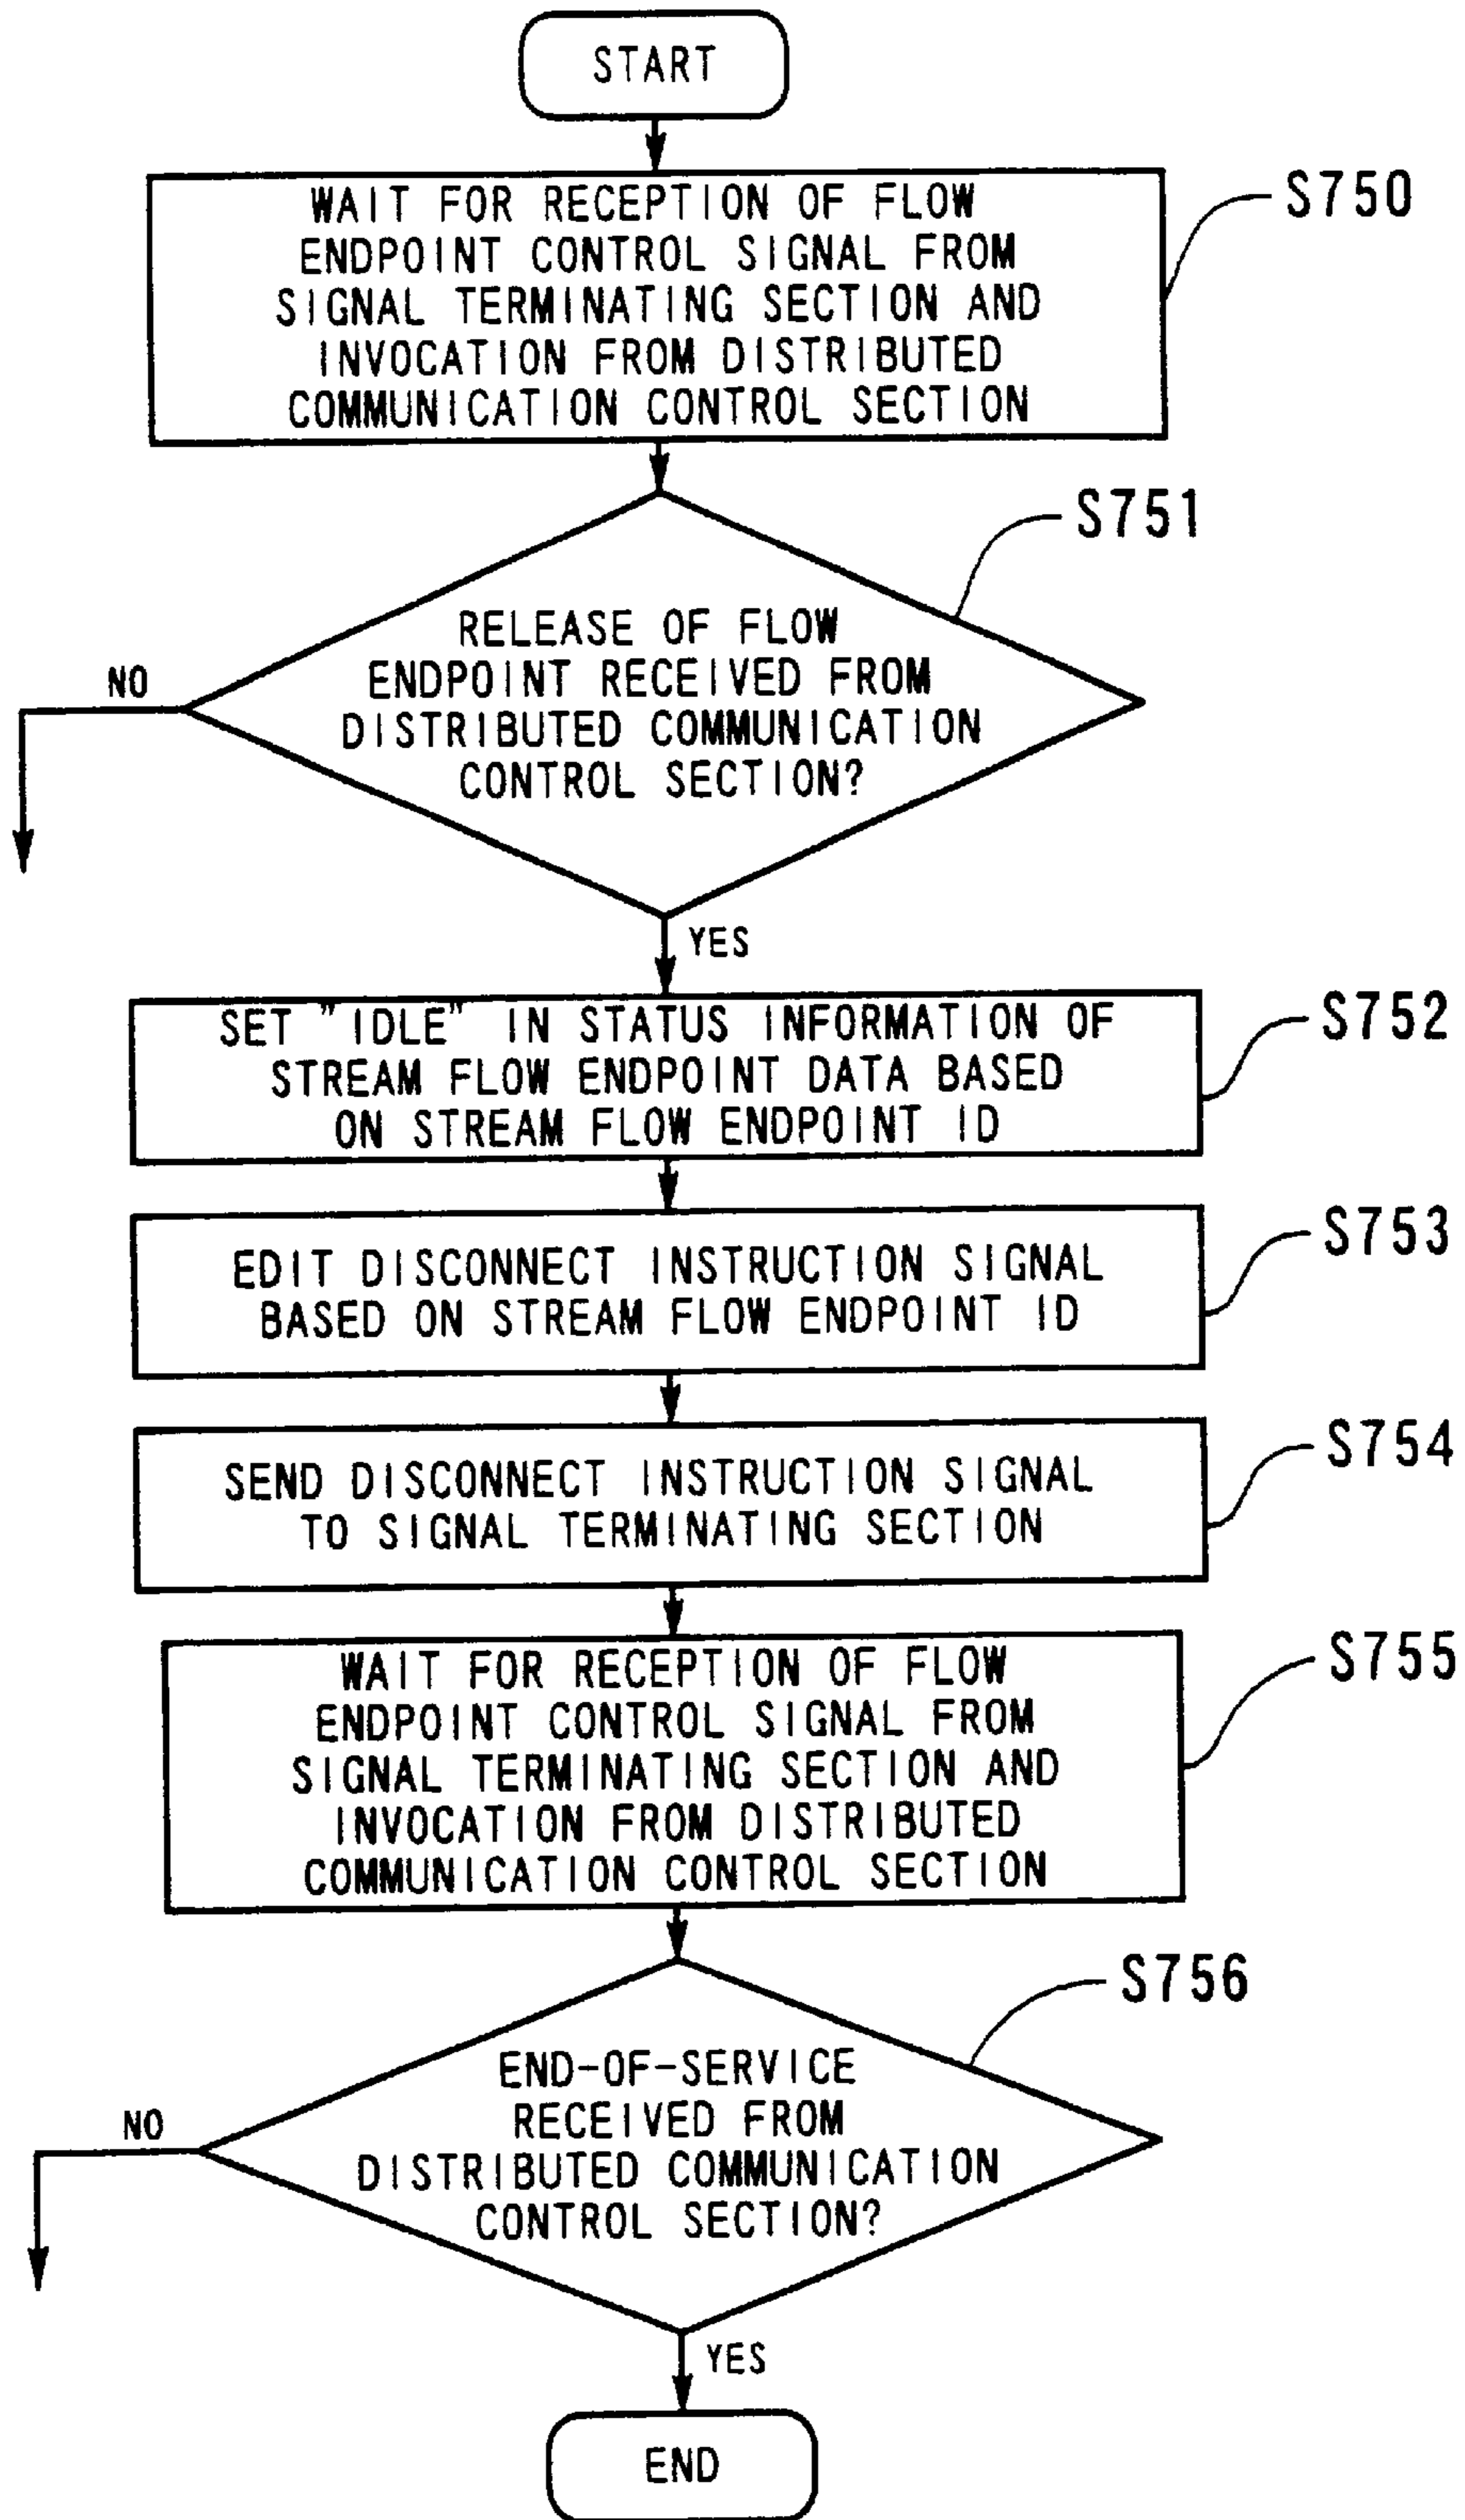 START
WAIT FOR RECEPTION OF FLOW
ENDPOINT CONTROL SIGNAL FROM
SIGNAL TERMINATING SECTION AND
INVOCATION FROM DISTRIBUTED
COMMUNICATION CONTROL SECTION
S750
S751
RELEASE OF FLOW
ENDPOINT RECEIVED FROM
DISTRIBUTED COMMUNICATION
CONTROL SECTION?
NO
YES
SET "IDLE" IN STATUS INFORMATION OF
STREAM FLOW ENDPOINT DATA BASED
ON STREAM FLOW ENDPOINT ID
S752
EDIT DISCONNECT INSTRUCTION SIGNAL
BASED ON STREAM FLOW ENDPOINT ID
S753
SEND DISCONNECT INSTRUCTION SIGNAL
TO SIGNAL TERMINATING SECTION
S754
WAIT FOR RECEPTION OF FLOW
ENDPOINT CONTROL SIGNAL FROM
SIGNAL TERMINATING SECTION AND
INVOCATION FROM DISTRIBUTED
COMMUNICATION CONTROL SECTION
S755
S756
END-OF-SERVICE
RECEIVED FROM
DISTRIBUTED COMMUNICATION
CONTROL SECTION?
NO
YES
END